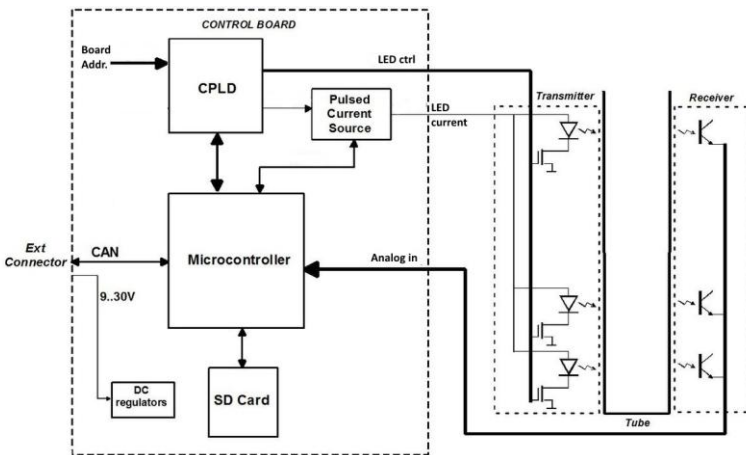 CONTROL BOARD
Board
Addr.
CPLD
LED ctrl
Pulsed
Current
Source
LED
current
Transmitter
Receiver
Ext
Connector
CAN
Microcontroller
Analog in
9..30V
DC
regulators
SD Card
Tube